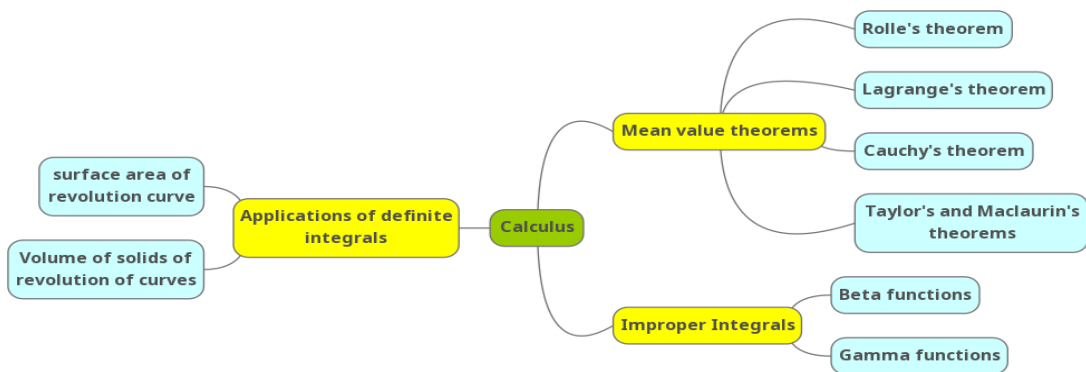 Rolle's theorem
Lagrange's theorem
Mean value theorems
Cauchy's theorem
surface area of
revolution curve
Taylor's and Maclaurin's
theorems
Applications of definite
integrals
Calculus
Volume of solids of
revolution of curves
Beta functions
Improper Integrals
Gamma functions